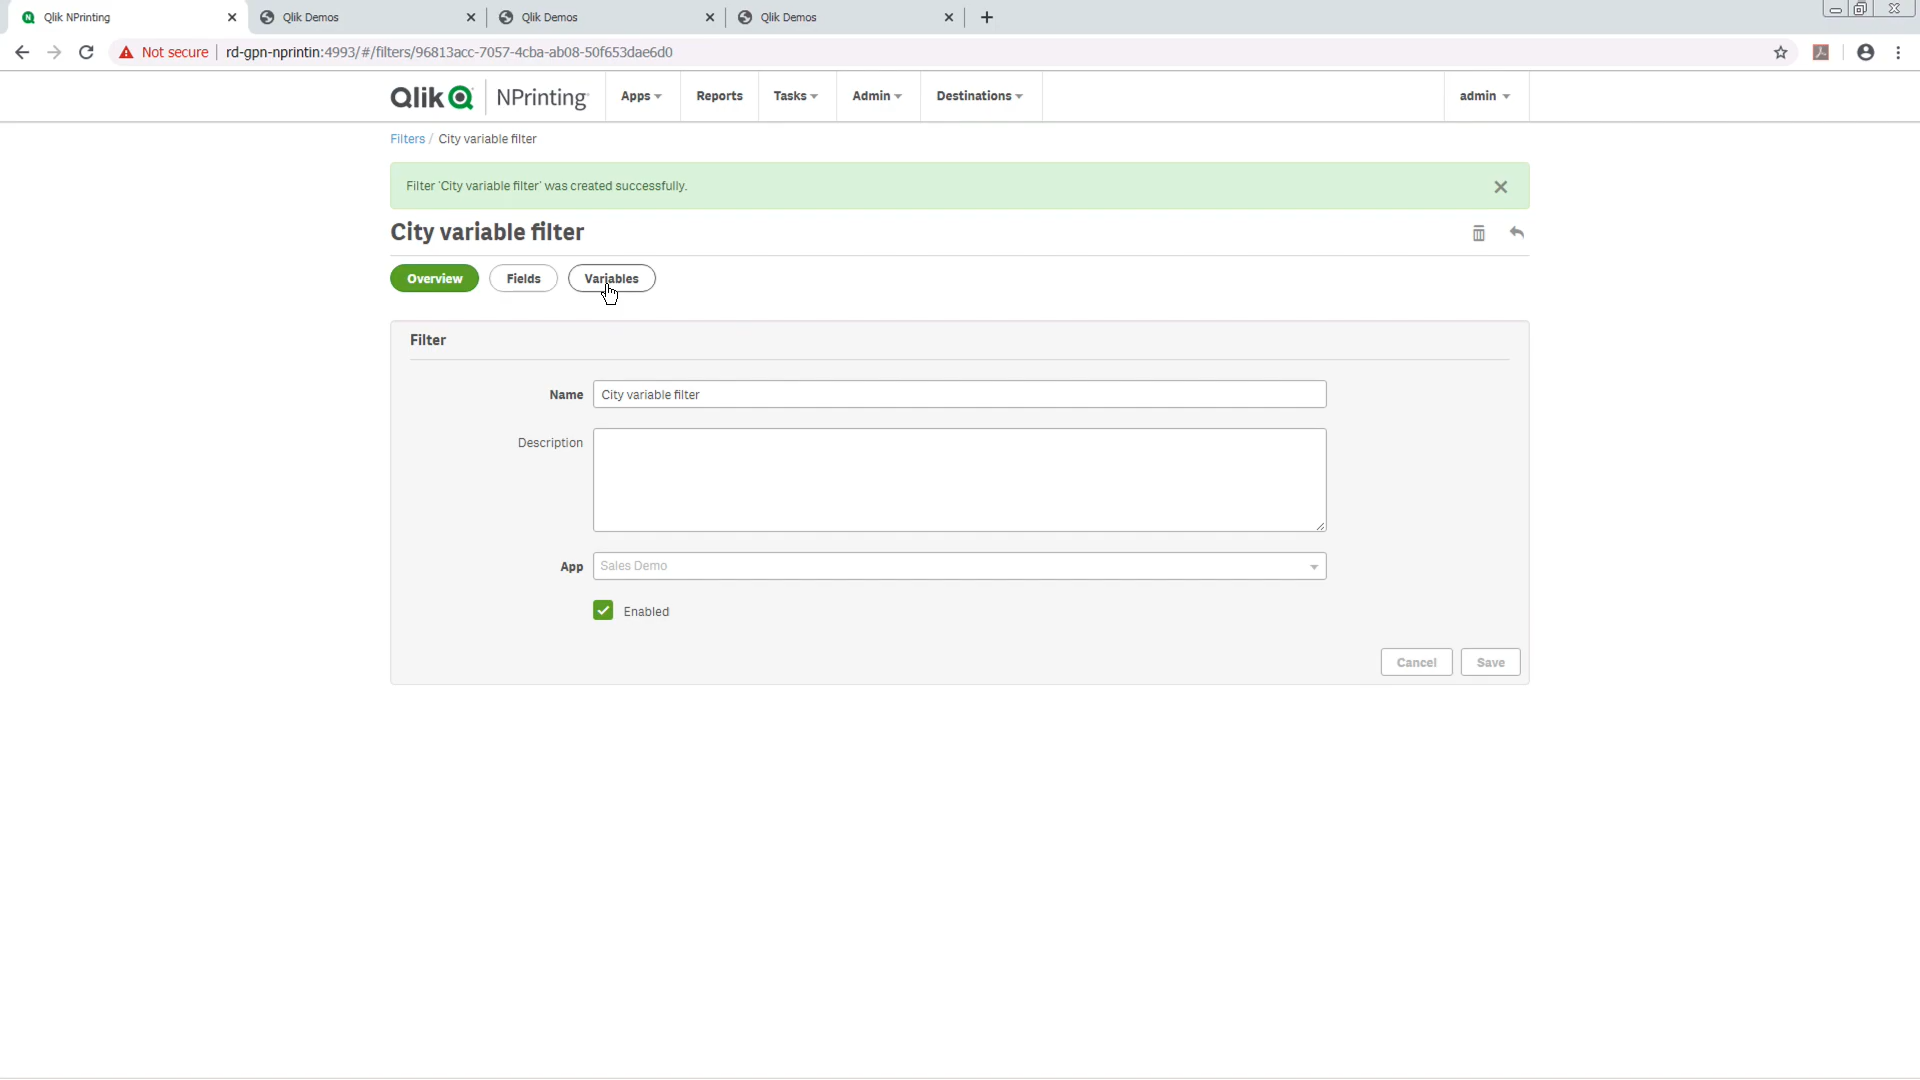 Qlik NPrinting
Qlik Demos
Qlik Demos
Qlik Demos
Not secure
rd-gpn-nprintin:4993/#/filters/96813acc-7057-4cba-ab08-50f653dae6d0
Qlik NPrinting
Apps
Reports
Tasks
Admin
Destinations
admin
Filters / City variable filter
Filter 'City variable filter' was created successfully.
City variable filter
Overview
Fields
Variables
Filter
Name
City variable filter
Description
App
Sales Demo
Enabled
Cancel
Save